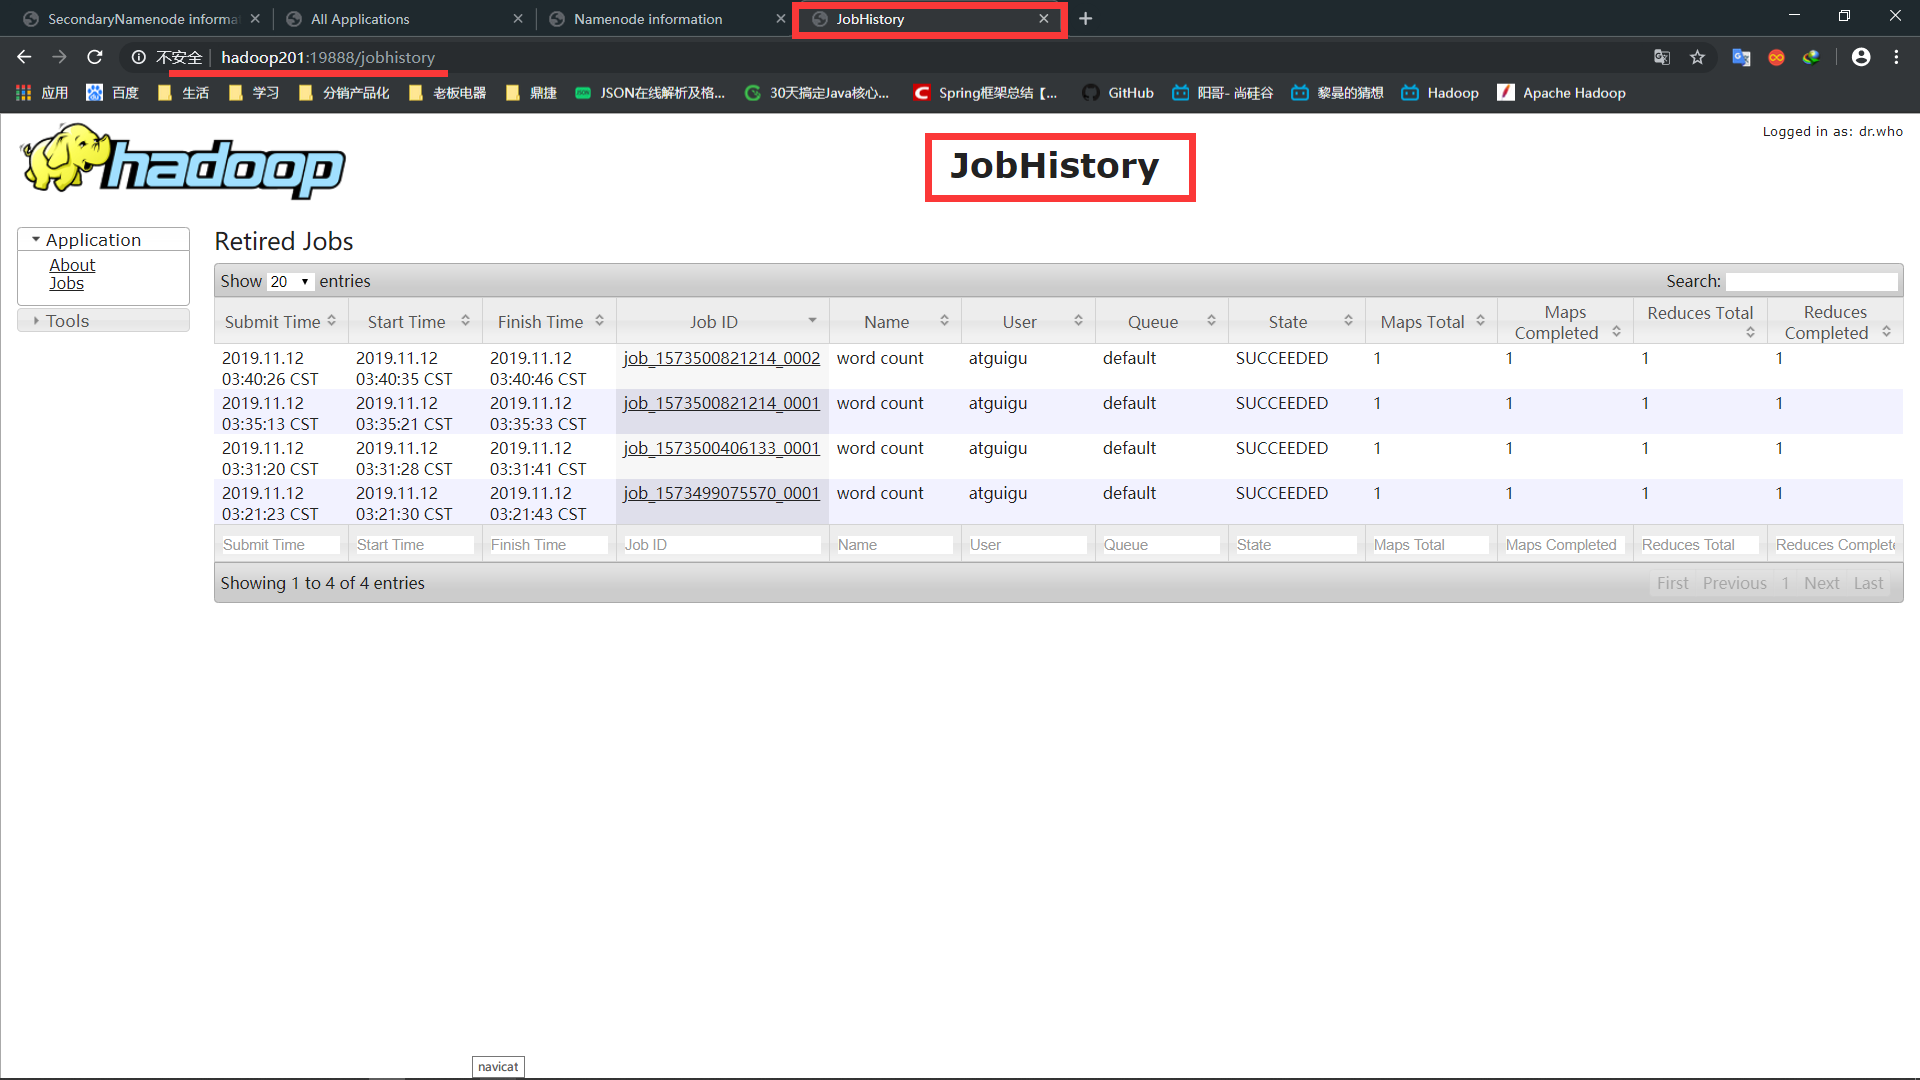 SecondaryNamenode informa
All Applications
Namenode information
JobHistory
不安全 hadoop201:19888/jobhistory
应用 百度 生活 学习 分销产品化 老板电器 鼎捷 JSON在线解析及格... 30天搞定Java核心... Spring框架总结【... GitHub 阳哥- 尚硅谷 黎曼的猜想 Hadoop Apache Hadoop
hadoop
JobHistory
Logged in as: dr.who
Application
About
Jobs
Tools
Retired Jobs
Show 20 entries Search:
Submit Time Start Time Finish Time Job ID Name User Queue State Maps Total Maps Completed Reduces Total Reduces Completed
2019.11.12 03:40:26 CST 2019.11.12 03:40:35 CST 2019.11.12 03:40:46 CST job_1573500821214_0002 word count atguigu default SUCCEEDED 1 1 1 1
2019.11.12 03:35:13 CST 2019.11.12 03:35:21 CST 2019.11.12 03:35:33 CST job_1573500821214_0001 word count atguigu default SUCCEEDED 1 1 1 1
2019.11.12 03:31:20 CST 2019.11.12 03:31:28 CST 2019.11.12 03:31:41 CST job_1573500406133_0001 word count atguigu default SUCCEEDED 1 1 1 1
2019.11.12 03:21:23 CST 2019.11.12 03:21:30 CST 2019.11.12 03:21:43 CST job_1573499075570_0001 word count atguigu default SUCCEEDED 1 1 1 1
Submit Time Start Time Finish Time Job ID Name User Queue State Maps Total Maps Completed Reduces Total Reduces Complete
Showing 1 to 4 of 4 entries First Previous 1 Next Last
navicat